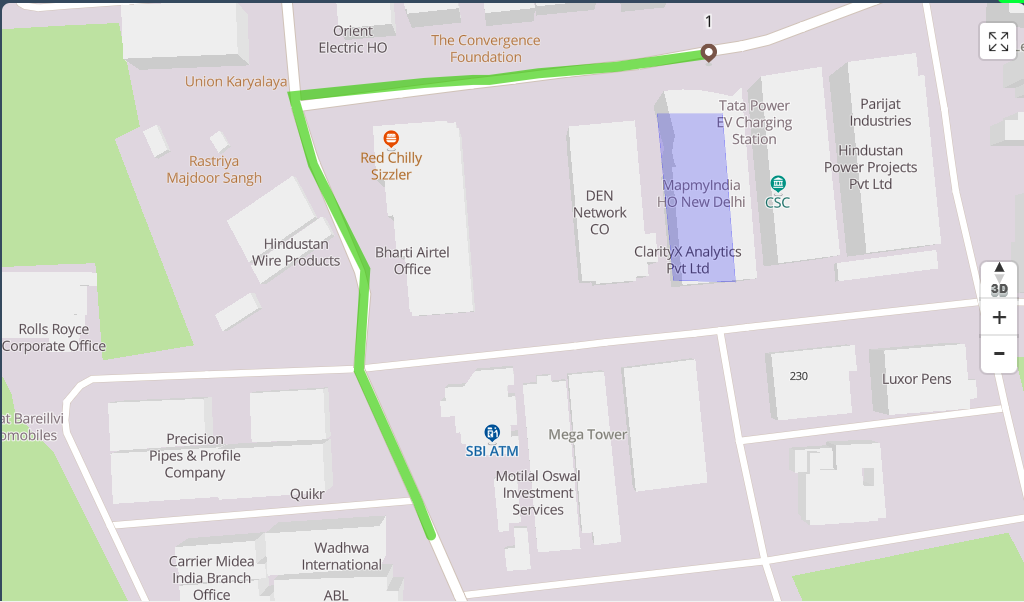 1
Orient
Electric HO
The Convergence
Foundation
Union Karyalaya
Tata Power
EV Charging
Station
Parijat
Industries
Rastriya
Majdoor Sangh
Red Chilly
Sizzler
Hindustan
Power Projects
Pvt Ltd
DEN
Network
CO
MapmyIndia
HO New Delhi
CSC
Hindustan
Wire Products
Bharti Airtel
Office
ClarityX Analytics
Pvt Ltd
3D
+
-
Rolls Royce
Corporate Office
230
Luxor Pens
at Bareillvi
omobiles
Precision
Pipes & Profile
Company
SBI ATM
Mega Tower
Quikr
Motilal Oswal
Investment
Services
Carrier Midea
India Branch
Office
Wadhwa
International
ABL